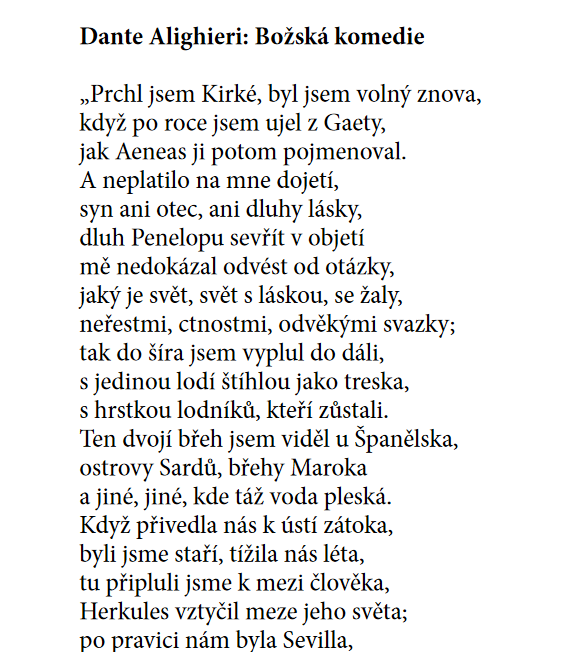 Dante Alighieri: Božská komedie
„Prchl jsem Kirké, byl jsem volný znova,
když po roce jsem ujel z Gaety,
jak Aeneas ji potom pojmenoval.
A neplatilo na mne dojetí,
syn ani otec, ani dluhy lásky,
dluh Penelopu sevřít v objetí
mě nedokázal odvést od otázky,
jaký je svět, svět s láskou, se žaly,
neřestmi, ctnostmi, odvěkými svazky;
tak do šíra jsem vyplul do dáli,
s jedinou lodí štíhlou jako treska,
s hrstkou lodníků, kteří zůstali.
Ten dvojí břeh jsem viděl u Španělska,
ostrovy Sardů, břehy Maroka
a jiné, jiné, kde táž voda pleská.
Když přivedla nás k ústí zátoka,
byli jsme staří, tížila nás léta,
tu připluli jsme k mezi člověka,
Herkules vztyčil meze jeho světa;
po pravici nám byla Sevilla,